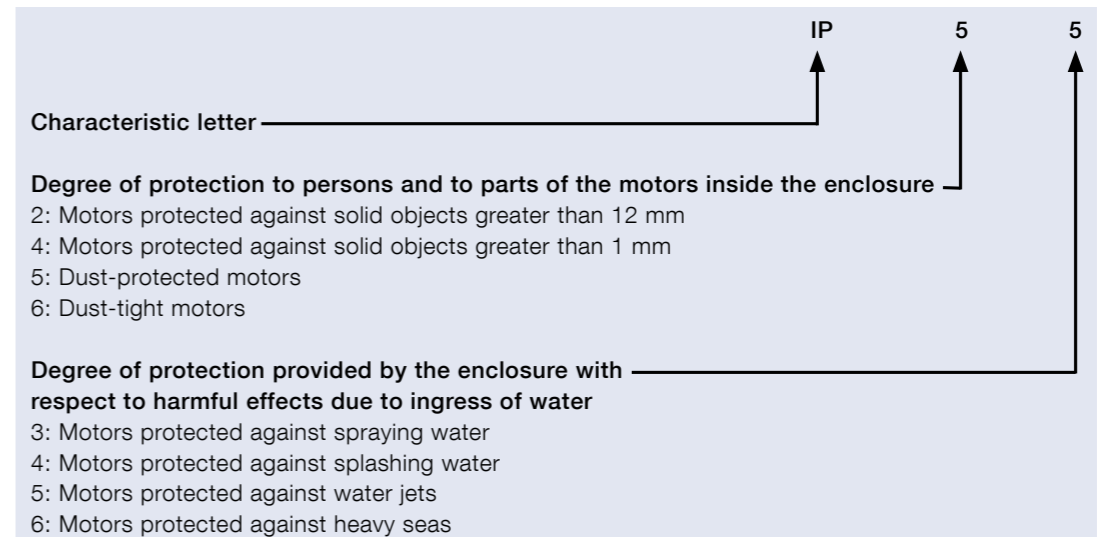 IP 5 5
Characteristic letter
Degree of protection to persons and to parts of the motors inside the enclosure
2: Motors protected against solid objects greater than 12 mm
4: Motors protected against solid objects greater than 1 mm
5: Dust-protected motors
6: Dust-tight motors
Degree of protection provided by the enclosure with
respect to harmful effects due to ingress of water
3: Motors protected against spraying water
4: Motors protected against splashing water
5: Motors protected against water jets
6: Motors protected against heavy seas